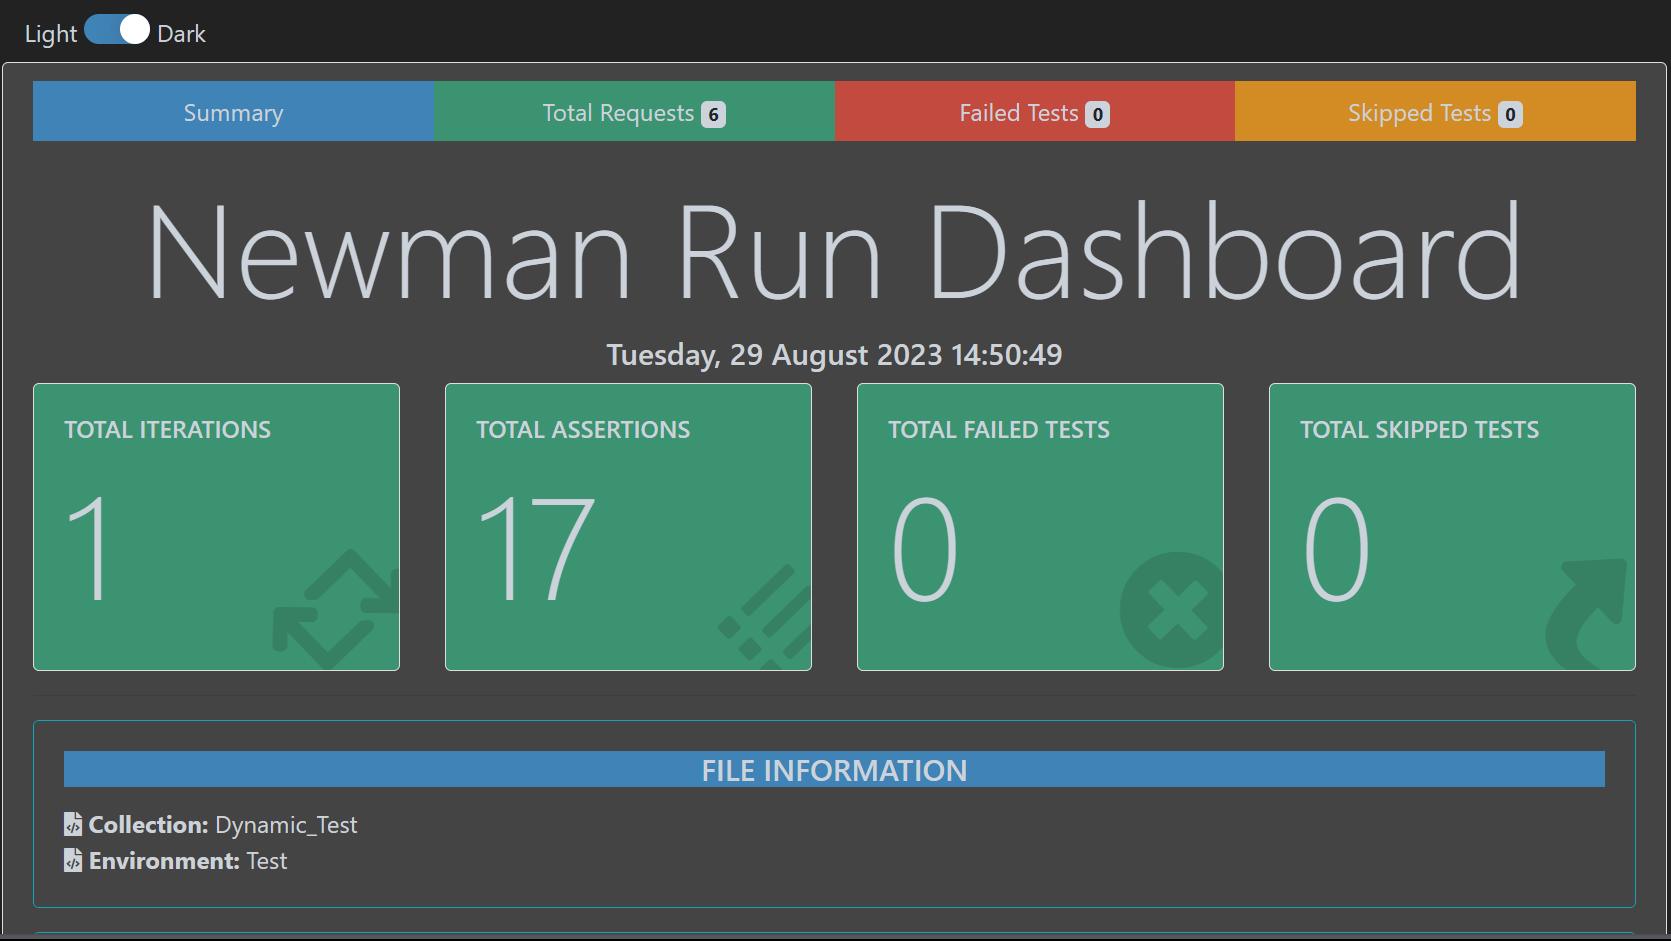 Light Dark
Summary Total Requests 6 Failed Tests 0 Skipped Tests 0
Newman Run Dashboard
Tuesday, 29 August 2023 14:50:49
TOTAL ITERATIONS TOTAL ASSERTIONS TOTAL FAILED TESTS TOTAL SKIPPED TESTS
1 17 0 0
FILE INFORMATION
Collection: Dynamic_Test
Environment: Test